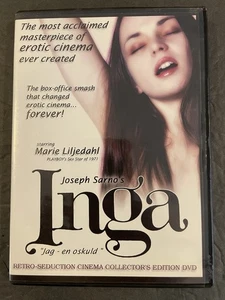 The most acclaimed
masterpiece of
erotic cinema
ever created
The box-office smash
that changed
erotic cinema...
forever!
starring
Marie Liljedahl
PLAYBOY's Sex Star of 1971
Joseph Sarno's
Inga
"Jag - en oskuld"
RETRO-SEDUCTION CINEMA COLLECTOR'S EDITION DVD